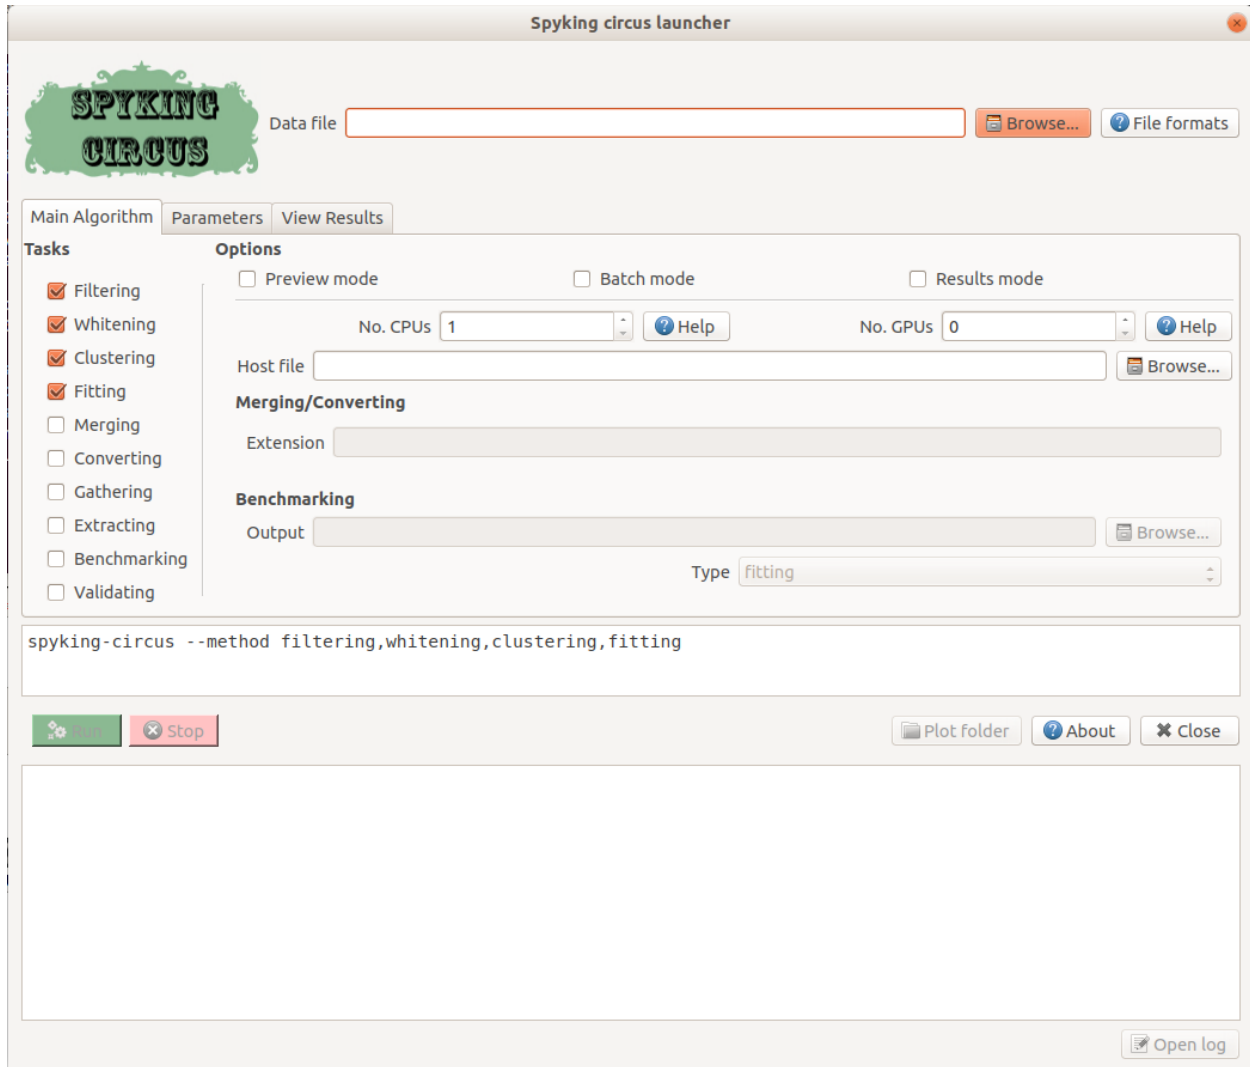 Spyking circus launcher
SPYKING
CIRCUS
Data file
Browse...
File formats
Main Algorithm
Parameters
View Results
Tasks
Options
Filtering
Whitening
Clustering
Fitting
Merging
Converting
Gathering
Extracting
Benchmarking
Validating
Preview mode
Batch mode
Results mode
No. CPUs
1
Help
No. GPUs
0
Help
Host file
Browse...
Merging/Converting
Extension
Benchmarking
Output
Browse...
Type
fitting
spyking-circus --method filtering,whitening,clustering,fitting
Run
Stop
Plot folder
About
Close
Open log